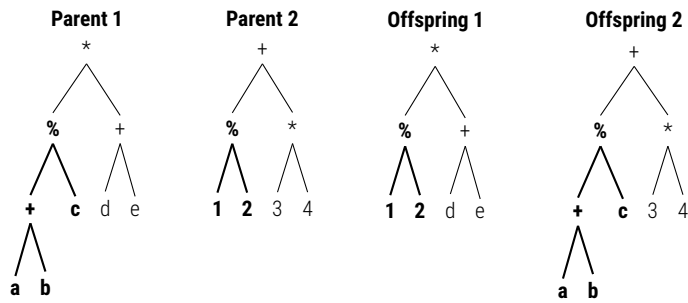 Parent 1 Parent 2 Offspring 1 Offspring 2
* + * +
% + % * % + % *
+ c d e 1 2 3 4 1 2 d e + c 3 4
a b a b